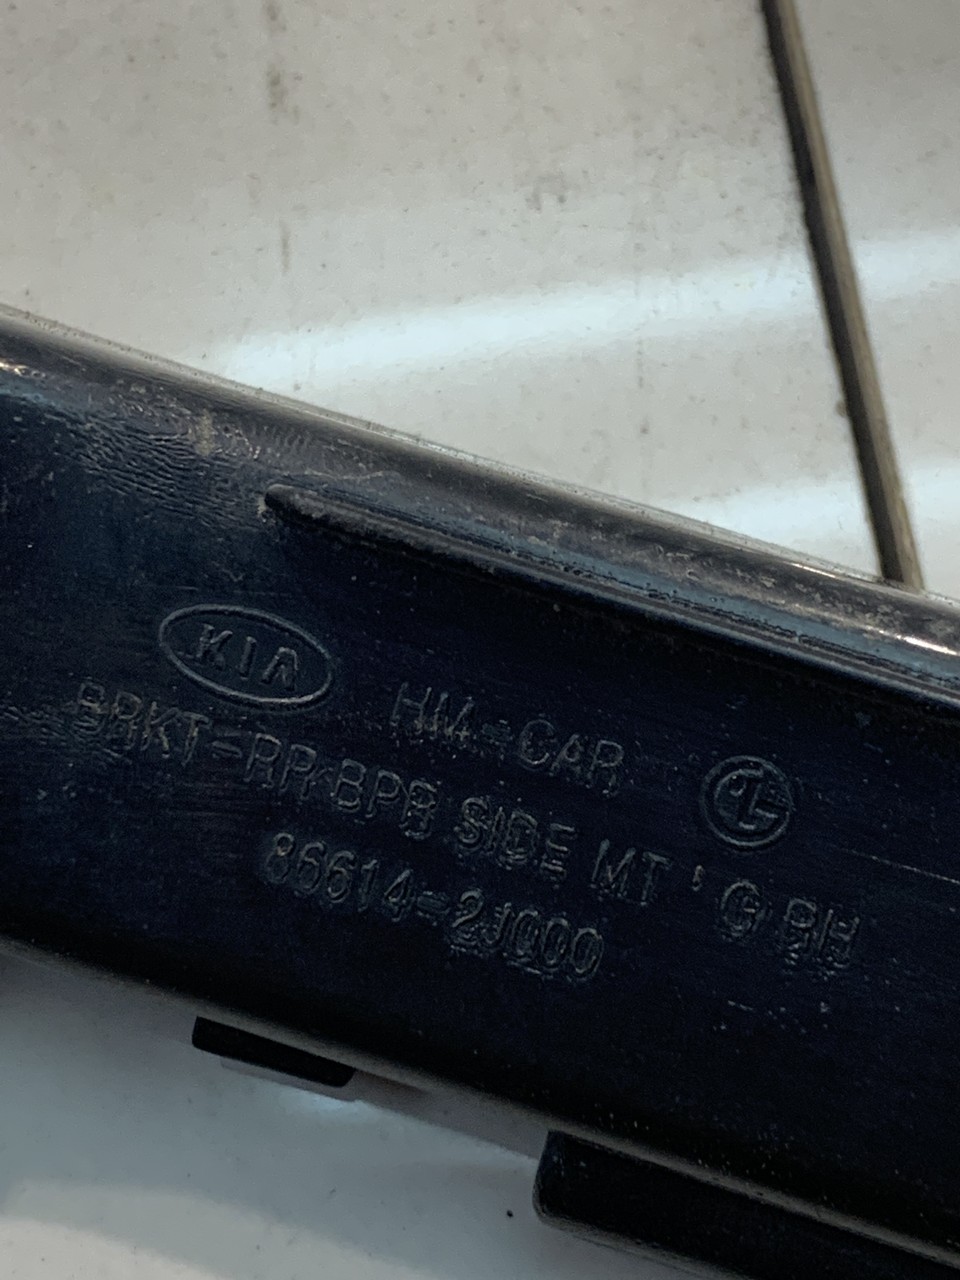 KIA
HM-CAR
BRKT-RR BPR SIDE MT'G RH
86614-2J000